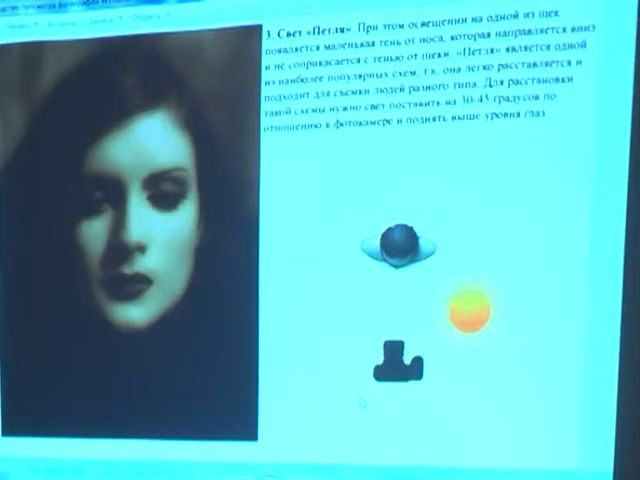 Печать
Запись
Открыть
3. Свет «Петля». При этом освещении на одной из щек
появляется маленькая тень от носа, которая направляется вниз
и не соприкасается с тенью от щеки. «Петля» является одной
из наиболее популярных схем, т.к. она легко расставляется и
подходит для съемки людей разного типа. Для расстановки
такой схемы нужно свет поставить на 30-45 градусов по
отношению к фотокамере и поднять выше уровня глаз